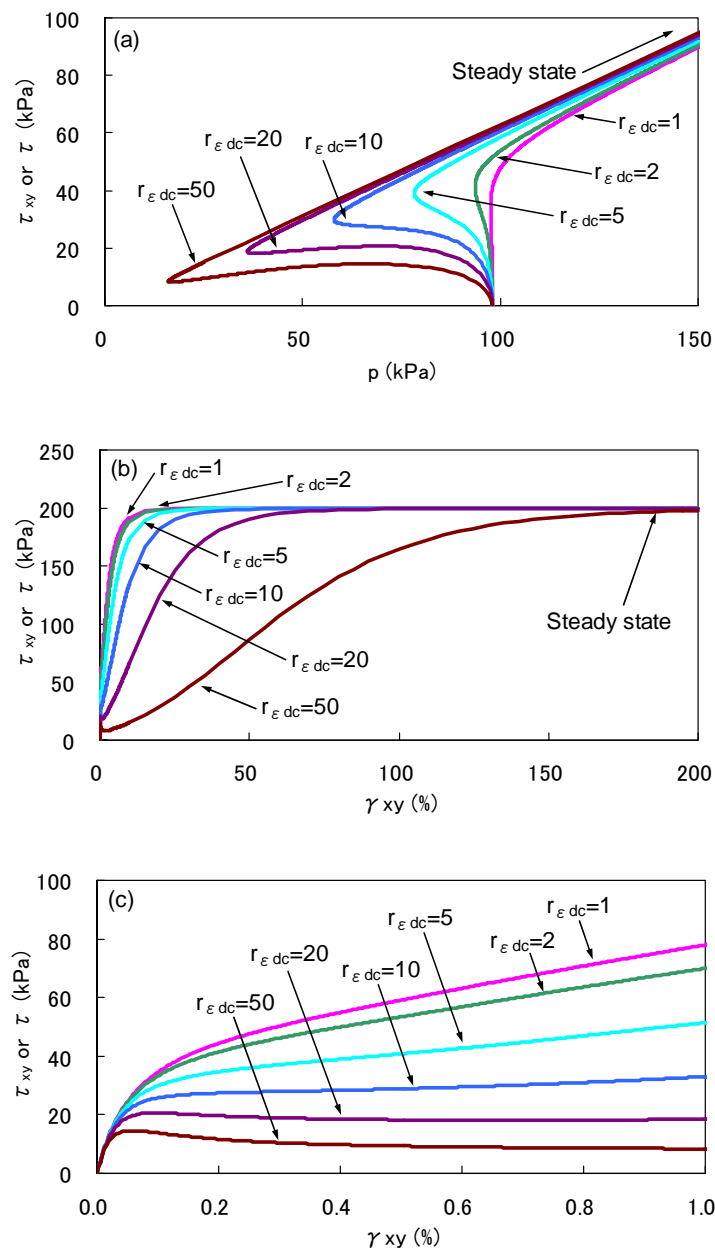 (a)
100
80
60
40
20
0
τ xy or τ (kPa)
Steady state
r ε dc=1
r ε dc=2
r ε dc=5
r ε dc=10
r ε dc=20
r ε dc=50
0 50 100 150
p (kPa)
(b)
250
200
150
100
50
0
τ xy or τ (kPa)
r ε dc=1
r ε dc=2
r ε dc=5
r ε dc=10
r ε dc=20
r ε dc=50
Steady state
0 50 100 150 200
γ xy (%)
(c)
100
80
60
40
20
0
τ xy or τ (kPa)
r ε dc=1
r ε dc=5
r ε dc=2
r ε dc=20
r ε dc=10
r ε dc=50
0.0 0.2 0.4 0.6 0.8 1.0
γ xy (%)